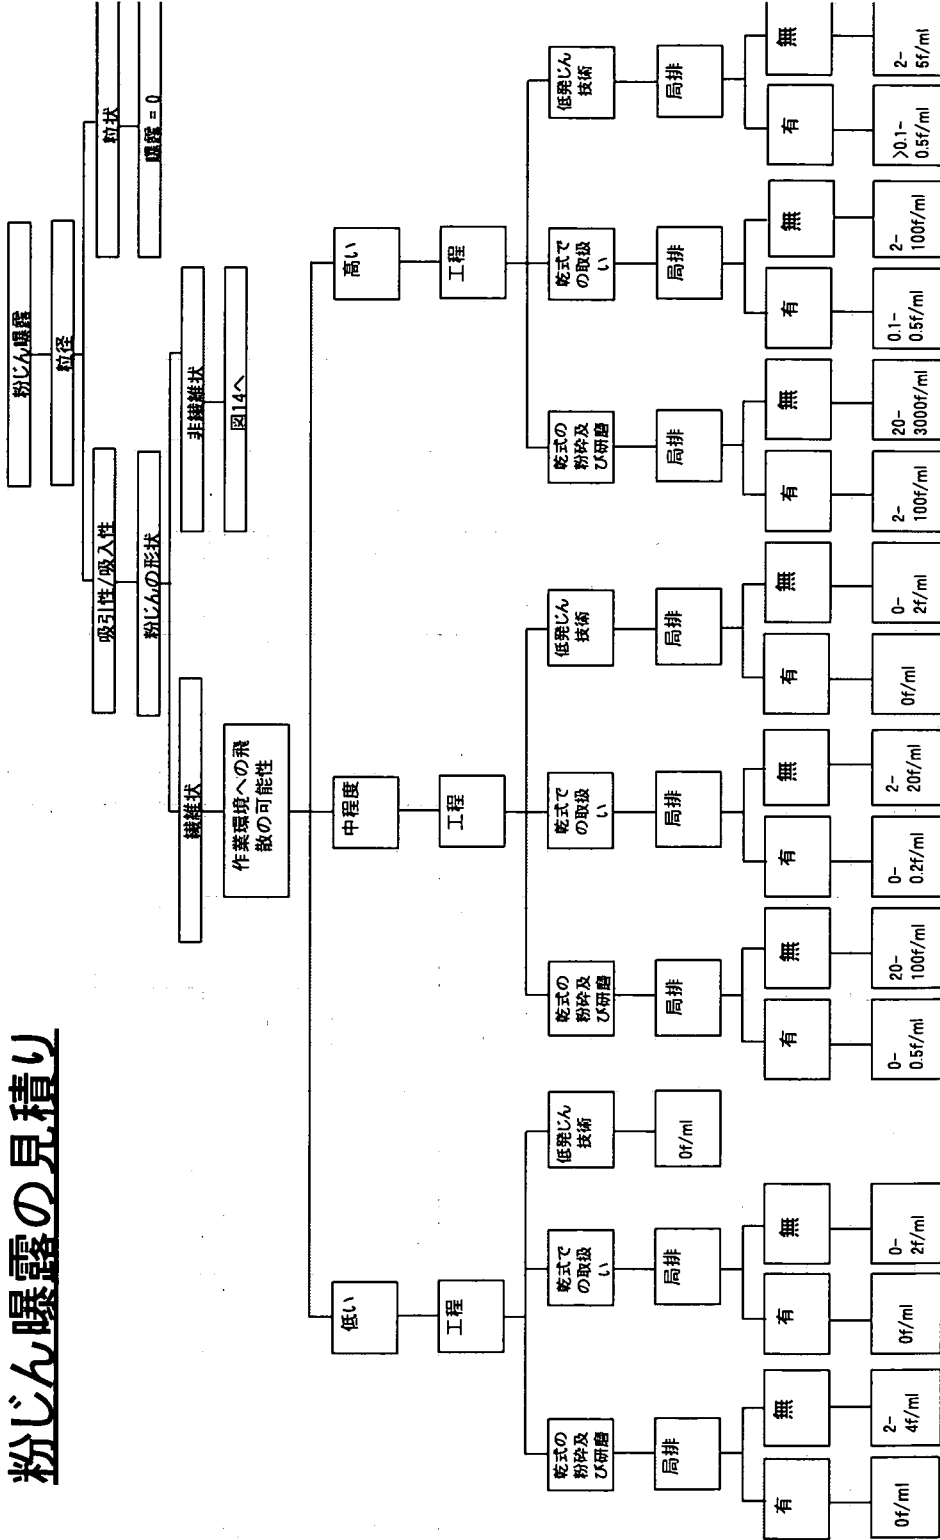 粉じん曝露の見積り
粉じん曝露
粒径
吸引性/吸入性
粒状
粉じんの形状
曝露 = 0
繊維状
非繊維状
作業環境への飛
散の可能性
図14へ
低い
中程度
高い
工程
工程
工程
乾式の
粉砕及
び研磨
乾式で
の取扱
い
低発じん
技術
乾式の
粉砕及
び研磨
乾式で
の取扱
い
低発じん
技術
乾式の
粉砕及
び研磨
乾式で
の取扱
い
低発じん
技術
局排
局排
0f/ml
局排
局排
局排
局排
局排
局排
有
無
有
無
有
無
有
無
有
無
有
無
有
無
有
無
0f/ml
2-
4f/ml
0f/ml
0-
2f/ml
0-
0.5f/ml
20-
100f/ml
0-
0.2f/ml
2-
20f/ml
0f/ml
0-
2f/ml
2-
100f/ml
20-
3000f/ml
0.1-
0.5f/ml
2-
100f/ml
>0.1-
0.5f/ml
2-
5f/ml